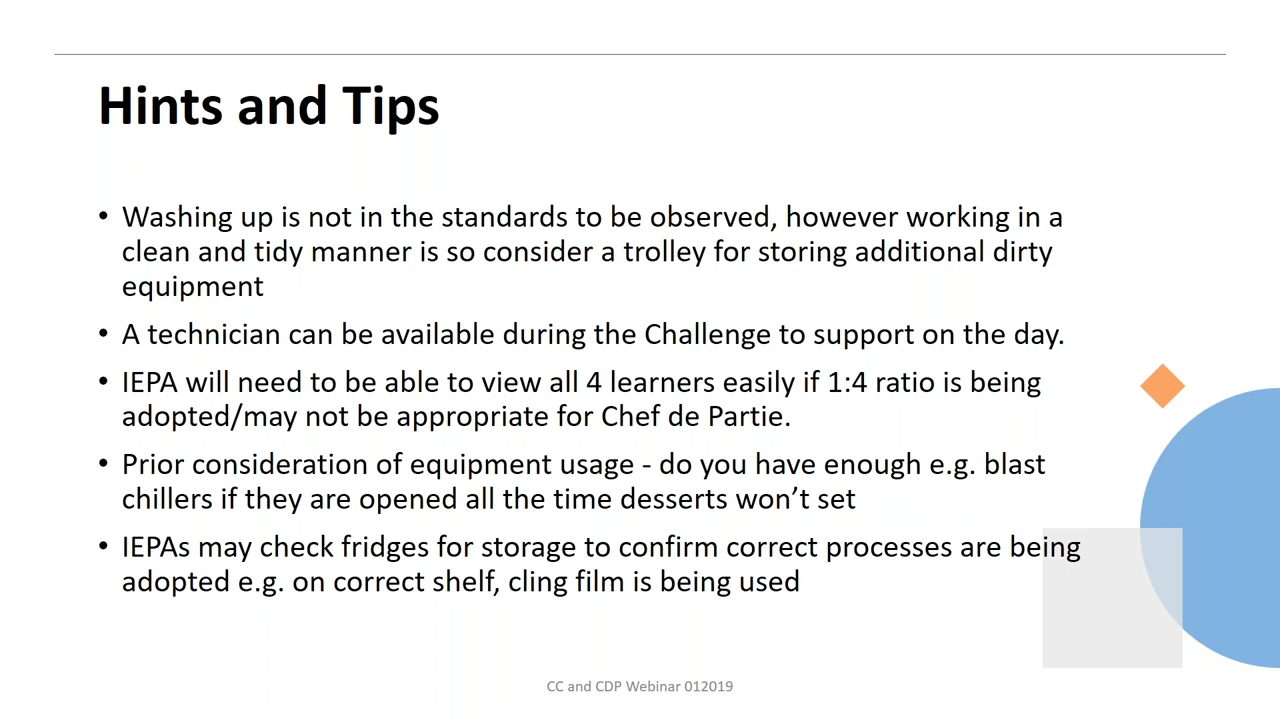 Hints and Tips
• Washing up is not in the standards to be observed, however working in a
clean and tidy manner is so consider a trolley for storing additional dirty
equipment
• A technician can be available during the Challenge to support on the day.
• IEPA will need to be able to view all 4 learners easily if 1:4 ratio is being
adopted/may not be appropriate for Chef de Partie.
• Prior consideration of equipment usage - do you have enough e.g. blast
chillers if they are opened all the time desserts won’t set
• IEPAs may check fridges for storage to confirm correct processes are being
adopted e.g. on correct shelf, cling film is being used
CC and CDP Webinar 012019